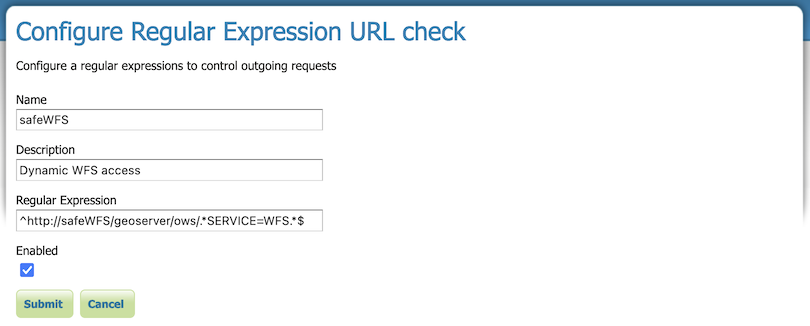 Configure Regular Expression URL check
Configure a regular expressions to control outgoing requests
Name
safeWFS
Description
Dynamic WFS access
Regular Expression
^http://safeWFS/geoserver/ows/.*SERVICE=WFS.*$
Enabled
Submit Cancel